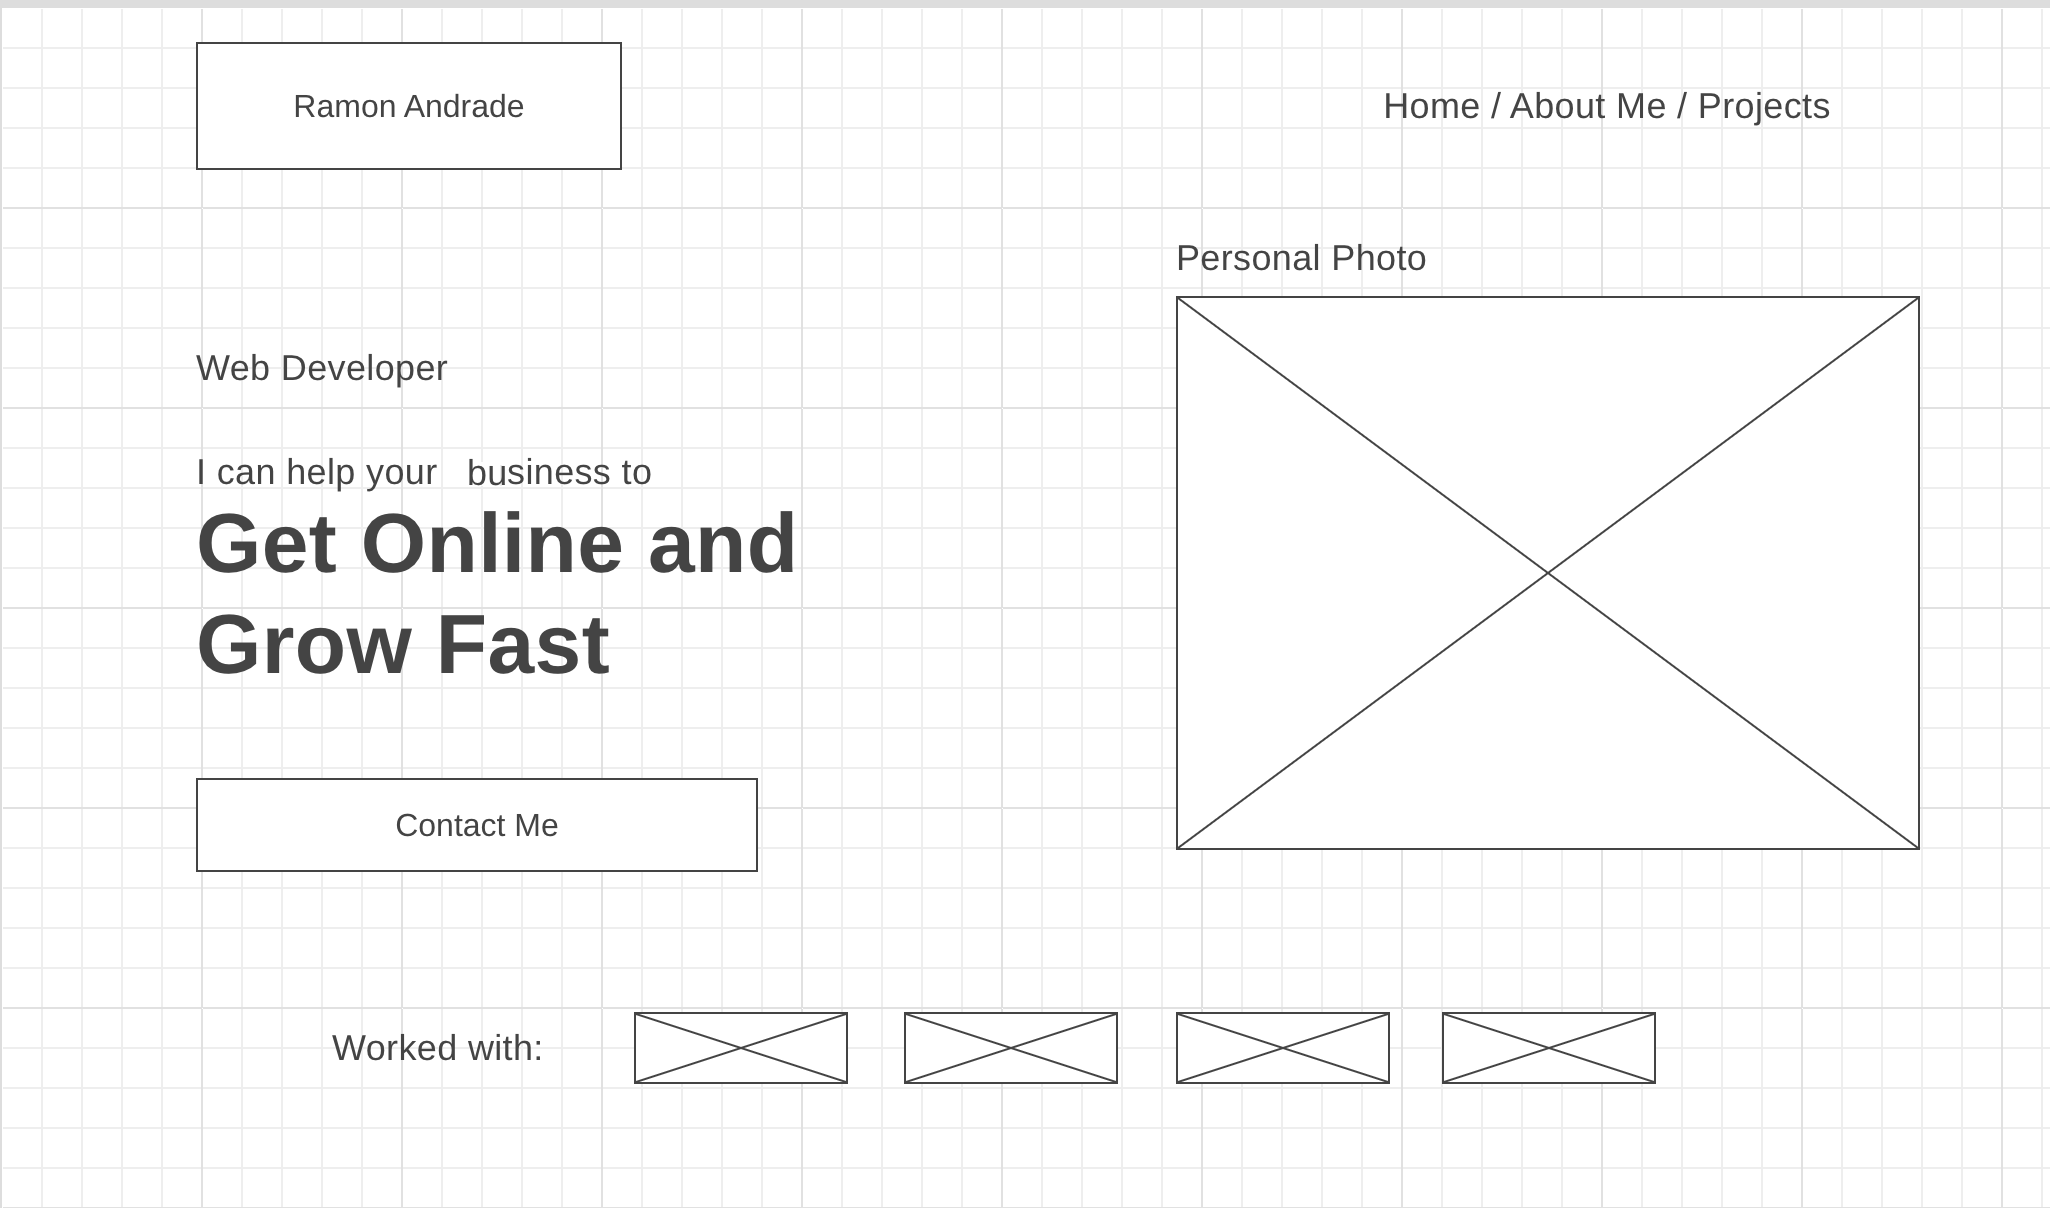 Ramon Andrade
Home / About Me / Projects
Personal Photo
Web Developer
I can help your business to
Get Online and
Grow Fast
Contact Me
Worked with: